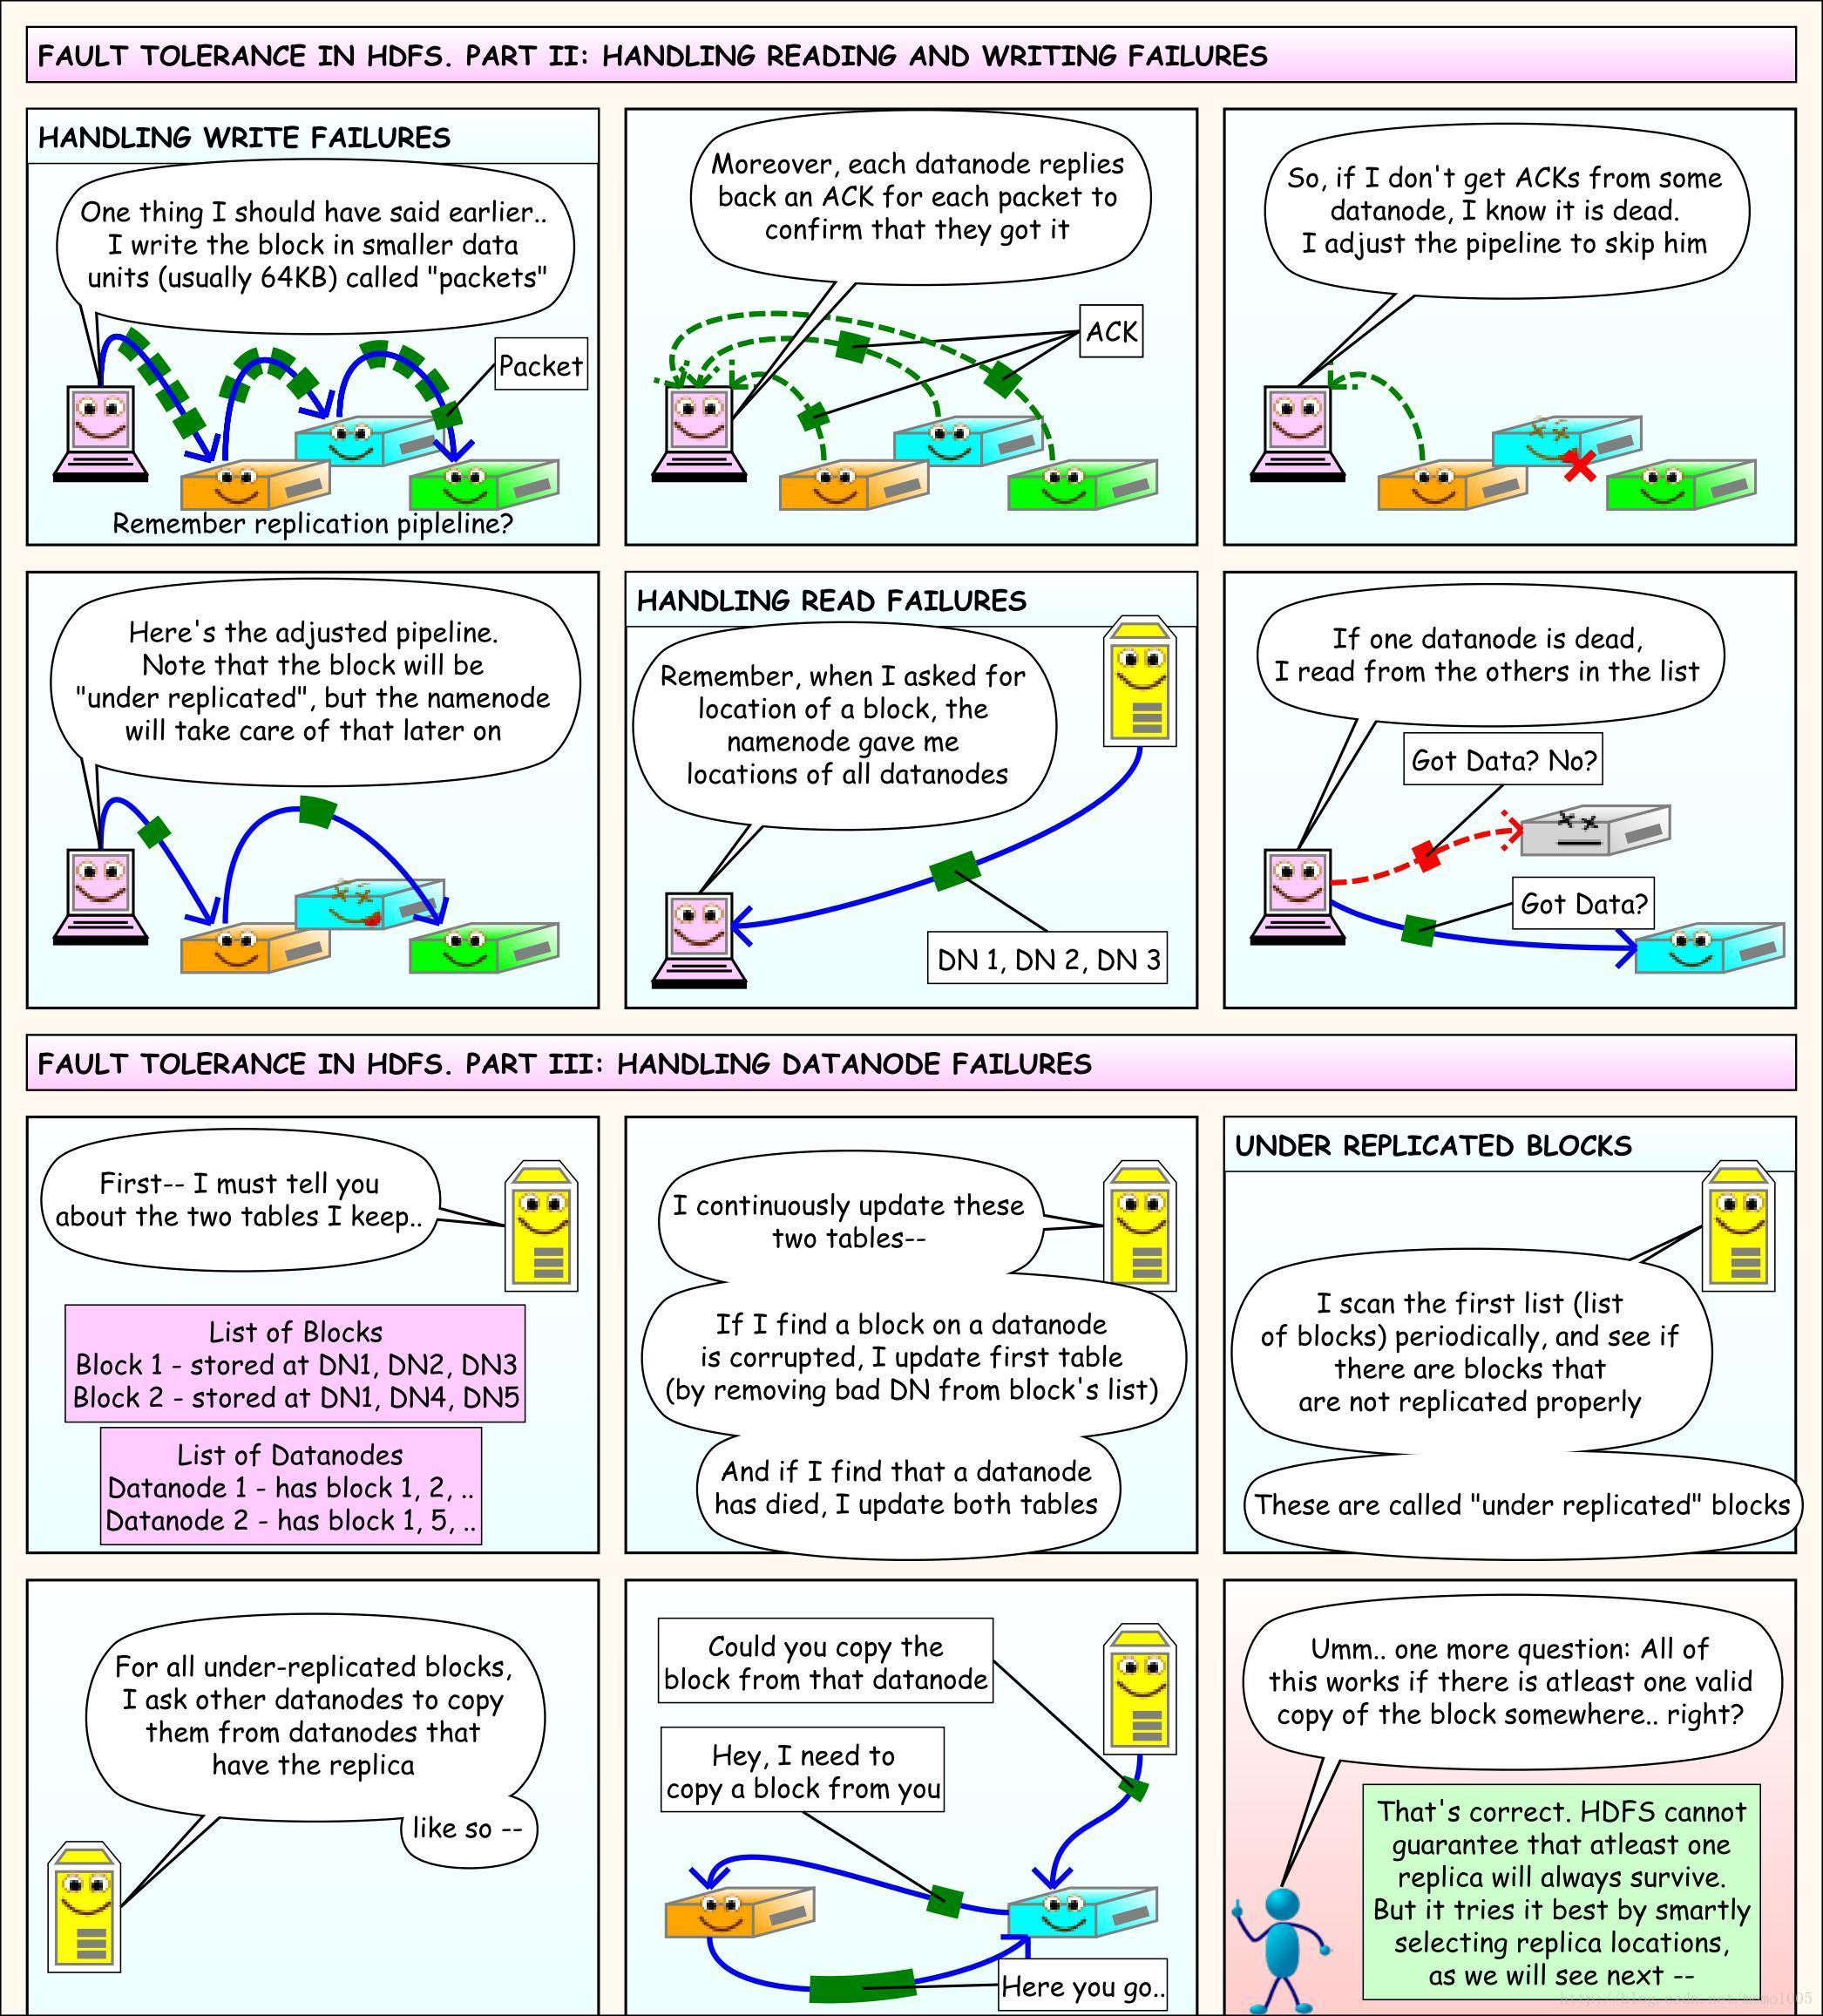 FAULT TOLERANCE IN HDFS. PART II: HANDLING READING AND WRITING FAILURES
HANDLING WRITE FAILURES
One thing I should have said earlier..
I write the block in smaller data
units (usually 64KB) called "packets"
Packet
Remember replication pipleline?
Moreover, each datanode replies
back an ACK for each packet to
confirm that they got it
ACK
So, if I don't get ACKs from some
datanode, I know it is dead.
I adjust the pipeline to skip him
Here's the adjusted pipeline.
Note that the block will be
"under replicated", but the namenode
will take care of that later on
HANDLING READ FAILURES
Remember, when I asked for
location of a block, the
namenode gave me
locations of all datanodes
DN 1, DN 2, DN 3
If one datanode is dead,
I read from the others in the list
Got Data? No?
Got Data?
FAULT TOLERANCE IN HDFS. PART III: HANDLING DATANODE FAILURES
First-- I must tell you
about the two tables I keep..
List of Blocks
Block 1 - stored at DN1, DN2, DN3
Block 2 - stored at DN1, DN4, DN5
List of Datanodes
Datanode 1 - has block 1, 2, ..
Datanode 2 - has block 1, 5, ..
I continuously update these
two tables--
If I find a block on a datanode
is corrupted, I update first table
(by removing bad DN from block's list)
And if I find that a datanode
has died, I update both tables
UNDER REPLICATED BLOCKS
I scan the first list (list
of blocks) periodically, and see if
there are blocks that
are not replicated properly
These are called "under replicated" blocks
For all under-replicated blocks,
I ask other datanodes to copy
them from datanodes that
have the replica
like so --
Could you copy the
block from that datanode
Hey, I need to
copy a block from you
Here you go..
Umm.. one more question: All of
this works if there is atleast one valid
copy of the block somewhere.. right?
That's correct. HDFS cannot
guarantee that atleast one
replica will always survive.
But it tries it best by smartly
selecting replica locations,
as we will see next --